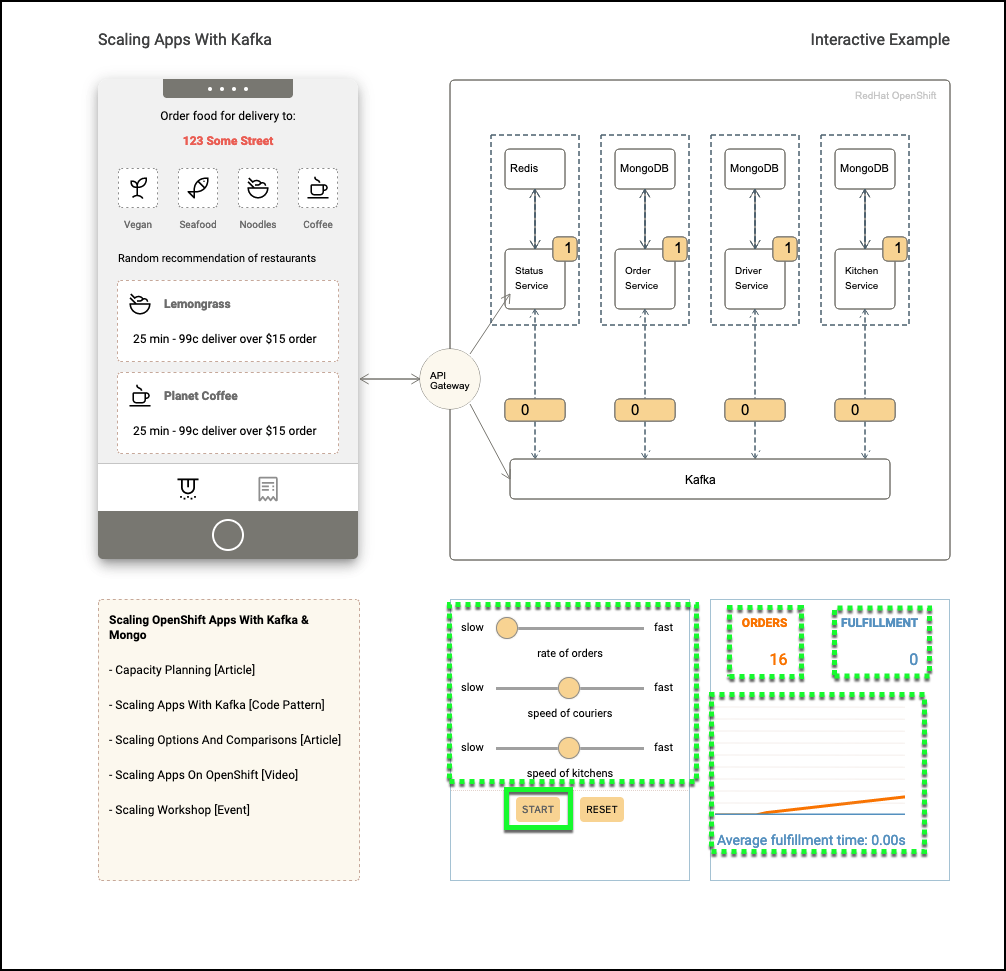 Scaling Apps With Kafka
Interactive Example
Order food for delivery to:
123 Some Street
Vegan
Seafood
Noodles
Coffee
Random recommendation of restaurants
Lemongrass
25 min - 99c deliver over $15 order
Planet Coffee
25 min - 99c deliver over $15 order
RedHat OpenShift
Redis
MongoDB
MongoDB
MongoDB
1
1
1
1
Status
Service
Order
Service
Driver
Service
Kitchen
Service
API
Gateway
0
0
0
0
Kafka
Scaling OpenShift Apps With Kafka &
Mongo
- Capacity Planning [Article]
- Scaling Apps With Kafka [Code Pattern]
- Scaling Options And Comparisons [Article]
- Scaling Apps On OpenShift [Video]
- Scaling Workshop [Event]
slow
fast
rate of orders
slow
fast
speed of couriers
slow
fast
speed of kitchens
START
RESET
ORDERS
16
FULFILLMENT
0
Average fulfillment time: 0.00s